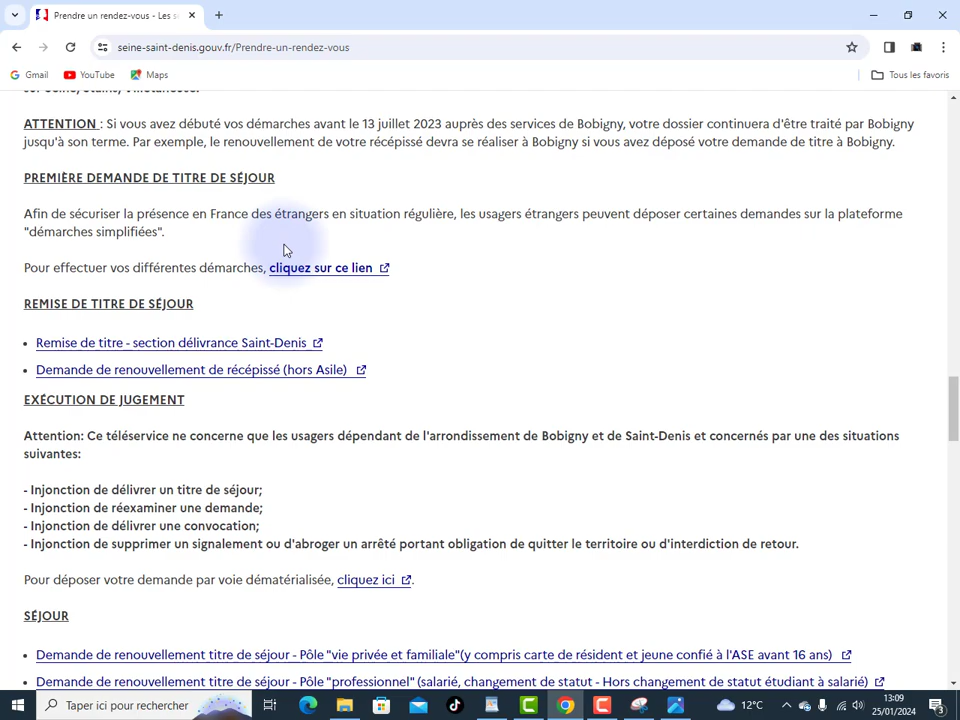 Prendre un rendez-vous - Les se
seine-saint-denis.gouv.fr/Prendre-un-rendez-vous
Gmail YouTube Maps Tous les favoris
ATTENTION : Si vous avez débuté vos démarches avant le 13 juillet 2023 auprès des services de Bobigny, votre dossier continuera d'être traité par Bobigny
jusqu'à son terme. Par exemple, le renouvellement de votre récépissé devra se réaliser à Bobigny si vous avez déposé votre demande de titre à Bobigny.
PREMIÈRE DEMANDE DE TITRE DE SÉJOUR
Afin de sécuriser la présence en France des étrangers en situation régulière, les usagers étrangers peuvent déposer certaines demandes sur la plateforme
"démarches simplifiées".
Pour effectuer vos différentes démarches, cliquez sur ce lien
REMISE DE TITRE DE SÉJOUR
Remise de titre - section délivrance Saint-Denis
Demande de renouvellement de récépissé (hors Asile)
EXÉCUTION DE JUGEMENT
Attention: Ce téléservice ne concerne que les usagers dépendant de l'arrondissement de Bobigny et de Saint-Denis et concernés par une des situations
suivantes:
- Injonction de délivrer un titre de séjour;
- Injonction de réexaminer une demande;
- Injonction de délivrer une convocation;
- Injonction de supprimer un signalement ou d'abroger un arrêté portant obligation de quitter le territoire ou d'interdiction de retour.
Pour déposer votre demande par voie dématérialisée, cliquez ici.
SÉJOUR
Demande de renouvellement titre de séjour - Pôle "vie privée et familiale"(y compris carte de résident et jeune confié à l'ASE avant 16 ans)
Demande de renouvellement titre de séjour - Pôle "professionnel" (salarié, changement de statut - Hors changement de statut étudiant à salarié)
Taper ici pour rechercher
12°C
13:09
25/01/2024
3